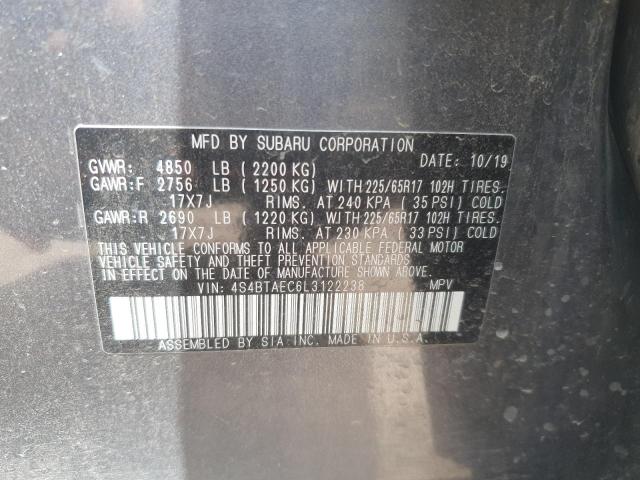 MFD BY SUBARU CORPORATION
GVWR: 4850 LB (2200 KG) DATE: 10/19
GAWR:F 2756 LB (1250 KG) WITH 225/65R17 102H TIRES.
17X7J RIMS. AT 240 KPA (35 PSI) COLD
GAWR:R 2690 LB (1220 KG) WITH 225/65R17 102H TIRES.
17X7J RIMS. AT 230 KPA (33 PSI) COLD
THIS VEHICLE CONFORMS TO ALL APPLICABLE FEDERAL MOTOR
VEHICLE SAFETY AND THEFT PREVENTION STANDARDS
IN EFFECT ON THE DATE OF MANUFACTURE SHOWN ABOVE.
VIN: 4S4BTAEC6L3122238 MPV
ASSEMBLED BY SIA INC. MADE IN U.S.A.